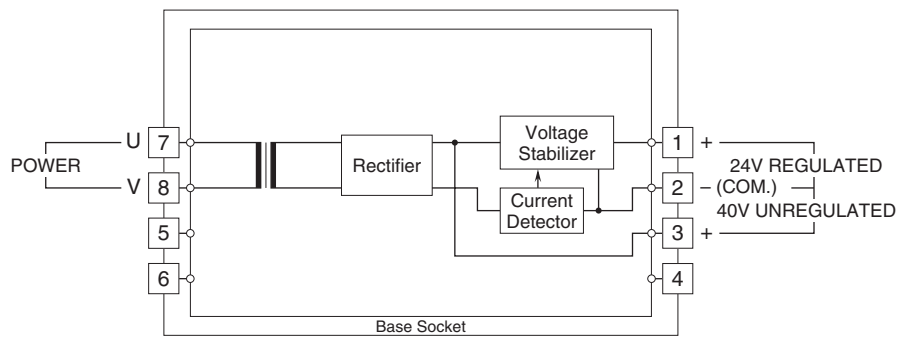 U 7
POWER
V 8
5
6
Rectifier
Voltage
Stabilizer
Current
Detector
1 +
24V REGULATED
2 – (COM.)
40V UNREGULATED
3 +
4
Base Socket